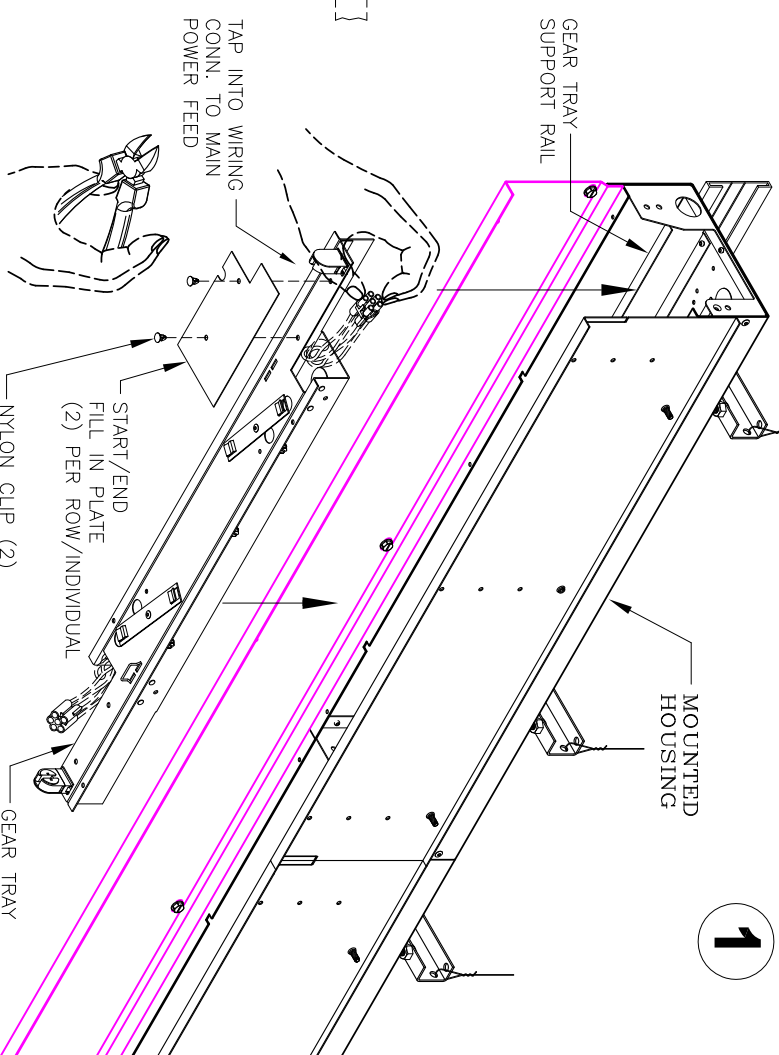 GEAR TRAY
SUPPORT RAIL
TAP INTO WIRING
CONN. TO MAIN
POWER FEED
MOUNTED
HOUSING
START/END
FILL IN PLATE
(2) PER ROW/INDIVIDUAL
NYLON CLIP (2)
GEAR TRAY
1